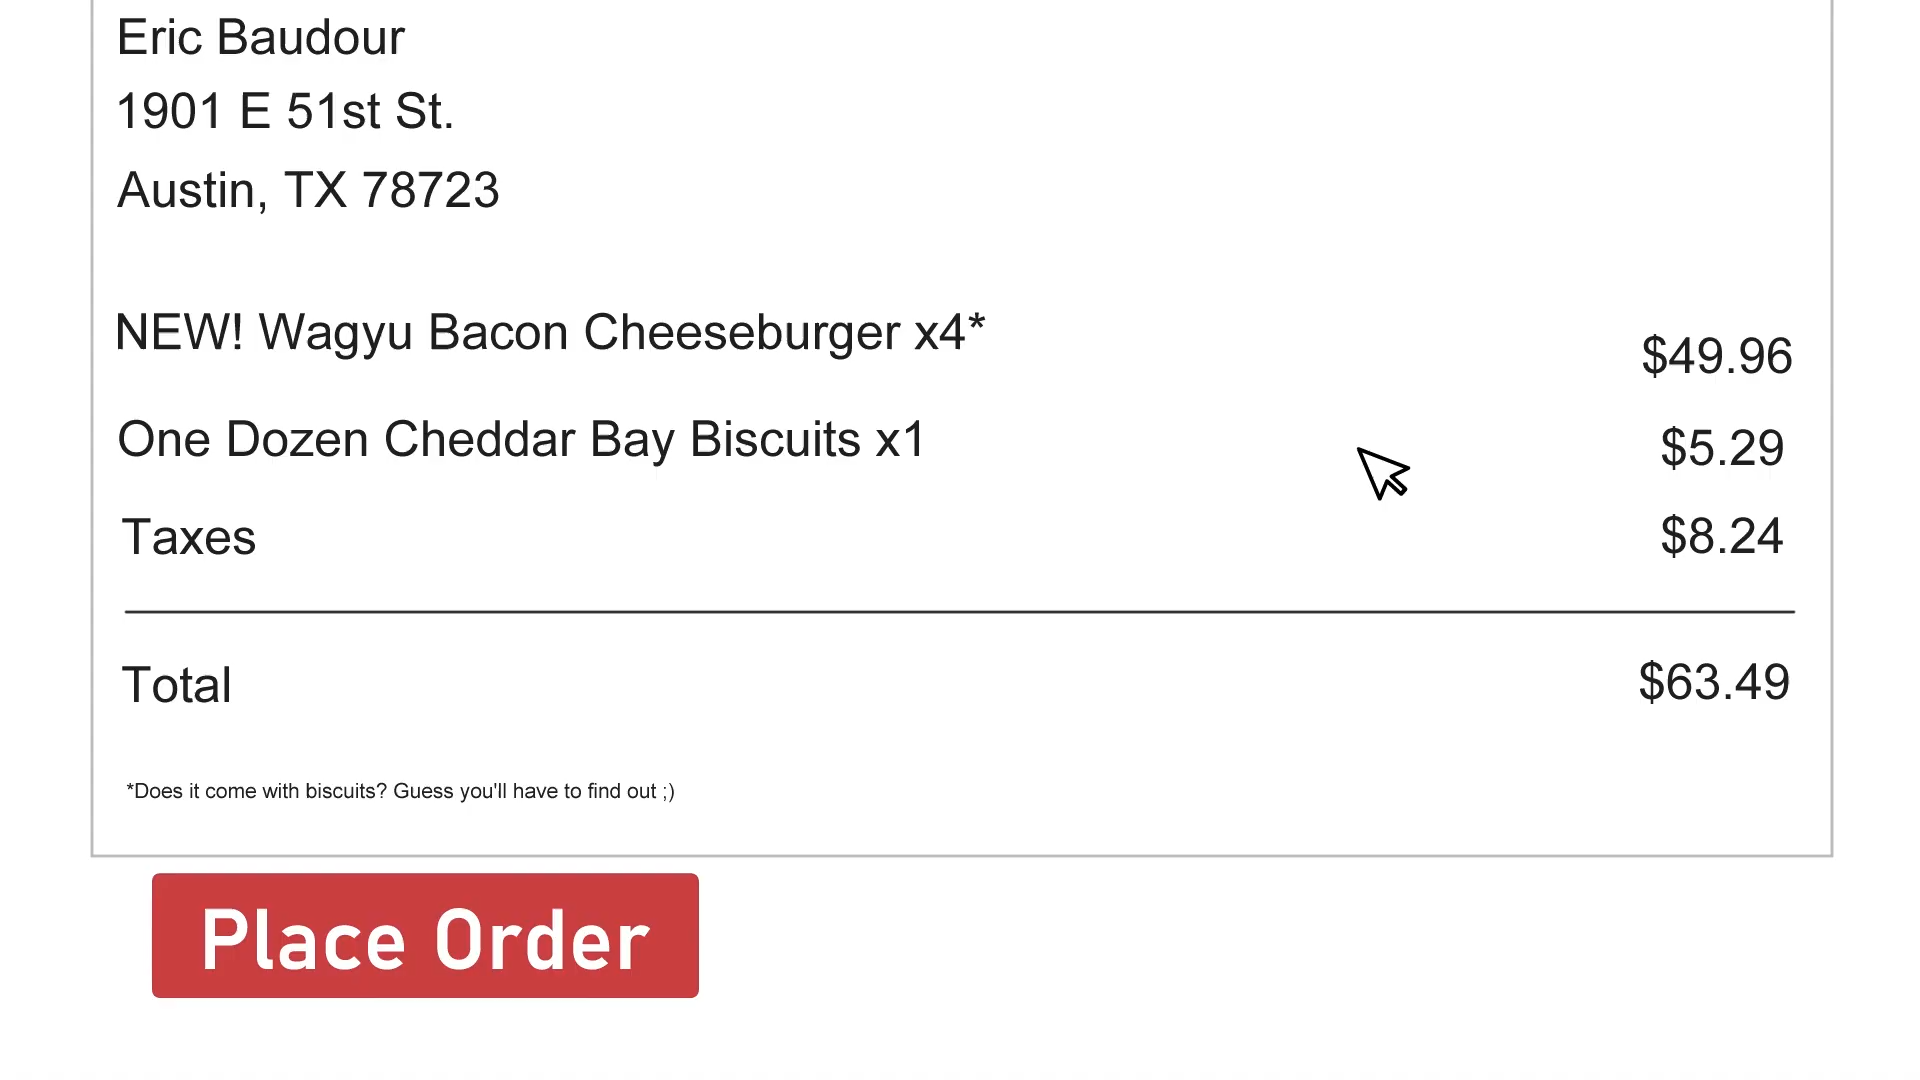 Eric Baudour
1901 E 51st St.
Austin, TX 78723
NEW! Wagyu Bacon Cheeseburger x4* $49.96
One Dozen Cheddar Bay Biscuits x1 $5.29
Taxes $8.24
Total $63.49
*Does it come with biscuits? Guess you'll have to find out ;)
Place Order